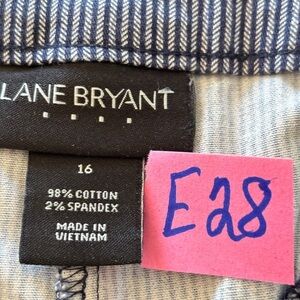 LANE BRYANT
16
98% COTTON
2% SPANDEX
MADE IN
VIETNAM
E28